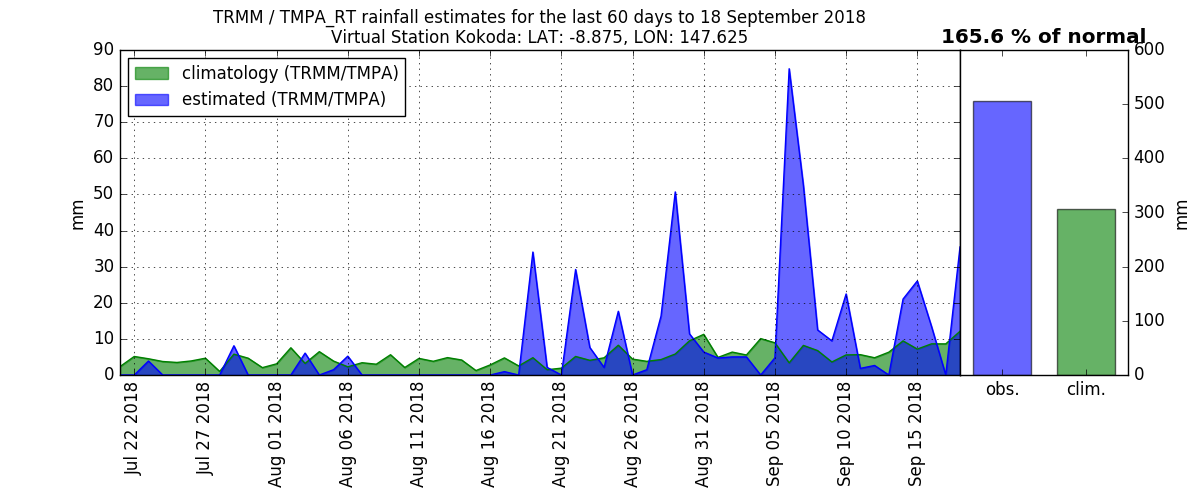 TRMM / TMPA_RT rainfall estimates for the last 60 days to 18 September 2018
Virtual Station Kokoda: LAT: -8.875, LON: 147.625
165.6 % of normal
climatology (TRMM/TMPA)
estimated (TRMM/TMPA)
90
80
70
60
50
40
30
20
10
0
mm
Jul 22 2018
Jul 27 2018
Aug 01 2018
Aug 06 2018
Aug 11 2018
Aug 16 2018
Aug 21 2018
Aug 26 2018
Aug 31 2018
Sep 05 2018
Sep 10 2018
Sep 15 2018
obs.
clim.
600
500
400
300
200
100
0
mm